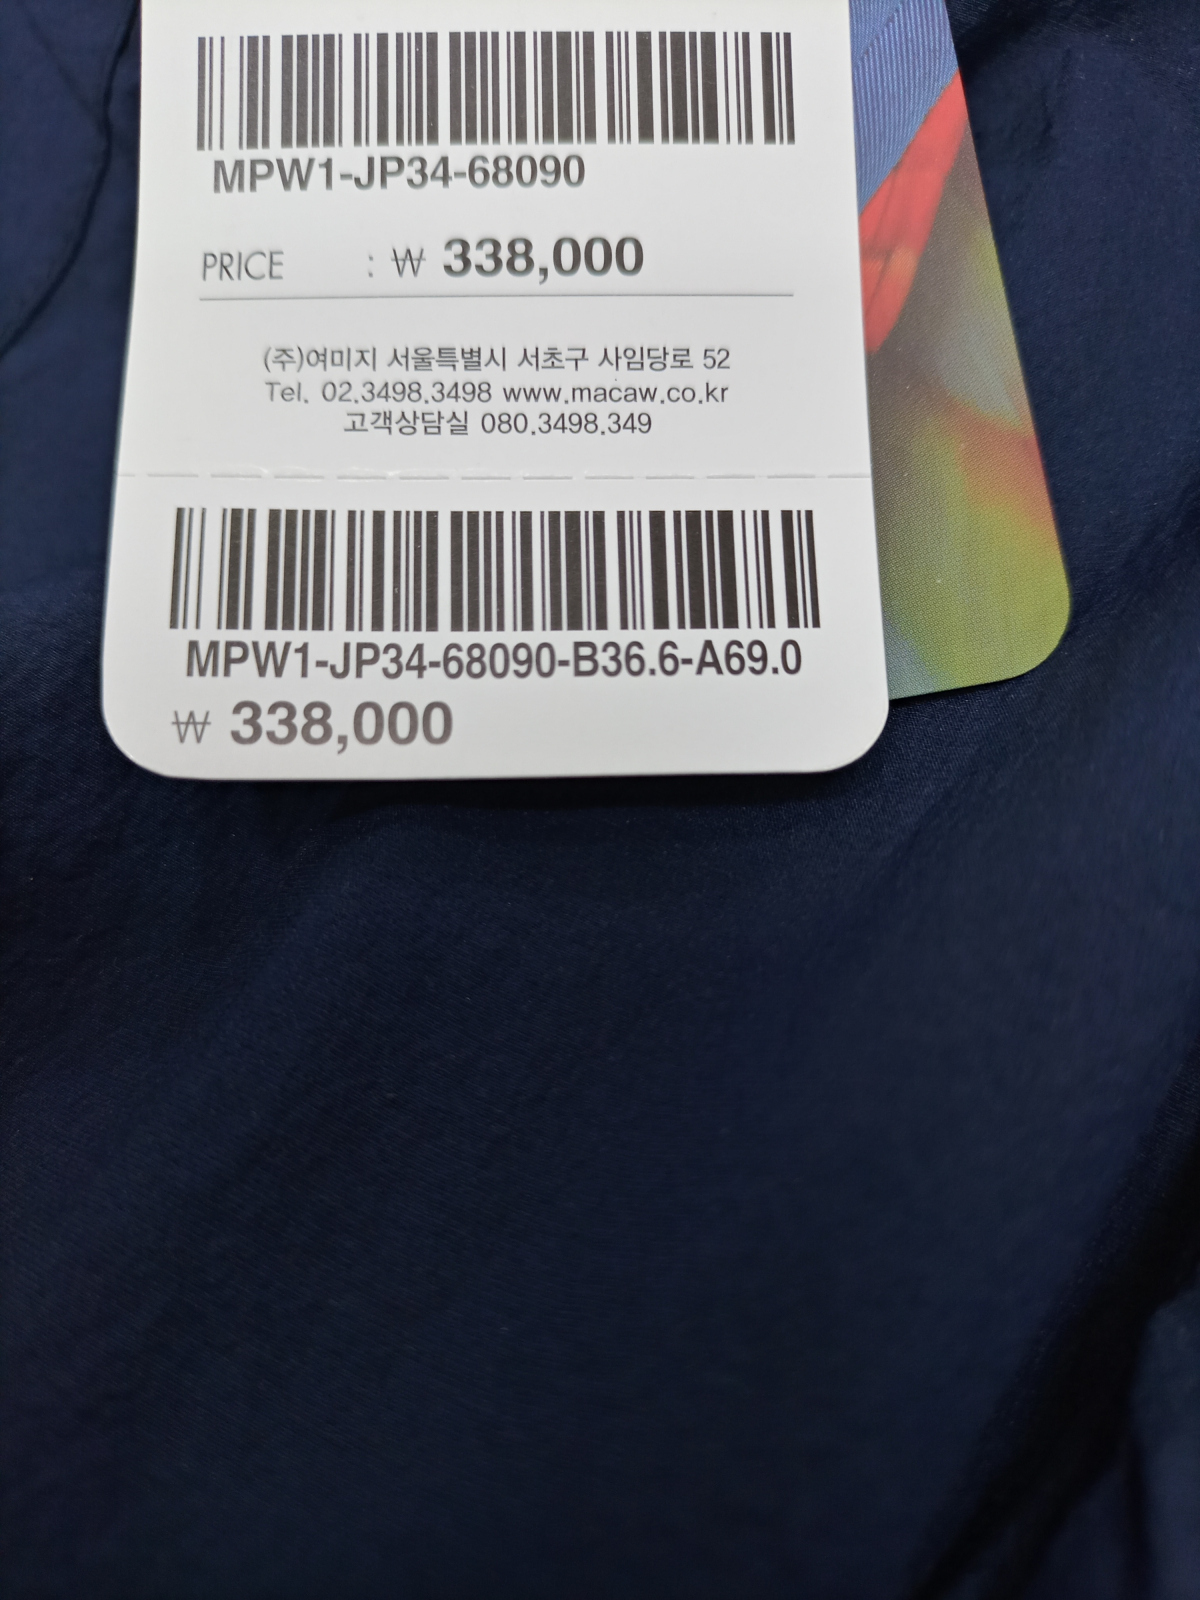 MPW1-JP34-68090
PRICE : ₩ 338,000
(주)여미지 서울특별시 서초구 사임당로 52
Tel. 02.3498.3498 www.macaw.co.kr
고객상담실 080.3498.349
MPW1-JP34-68090-B36.6-A69.0
₩ 338,000